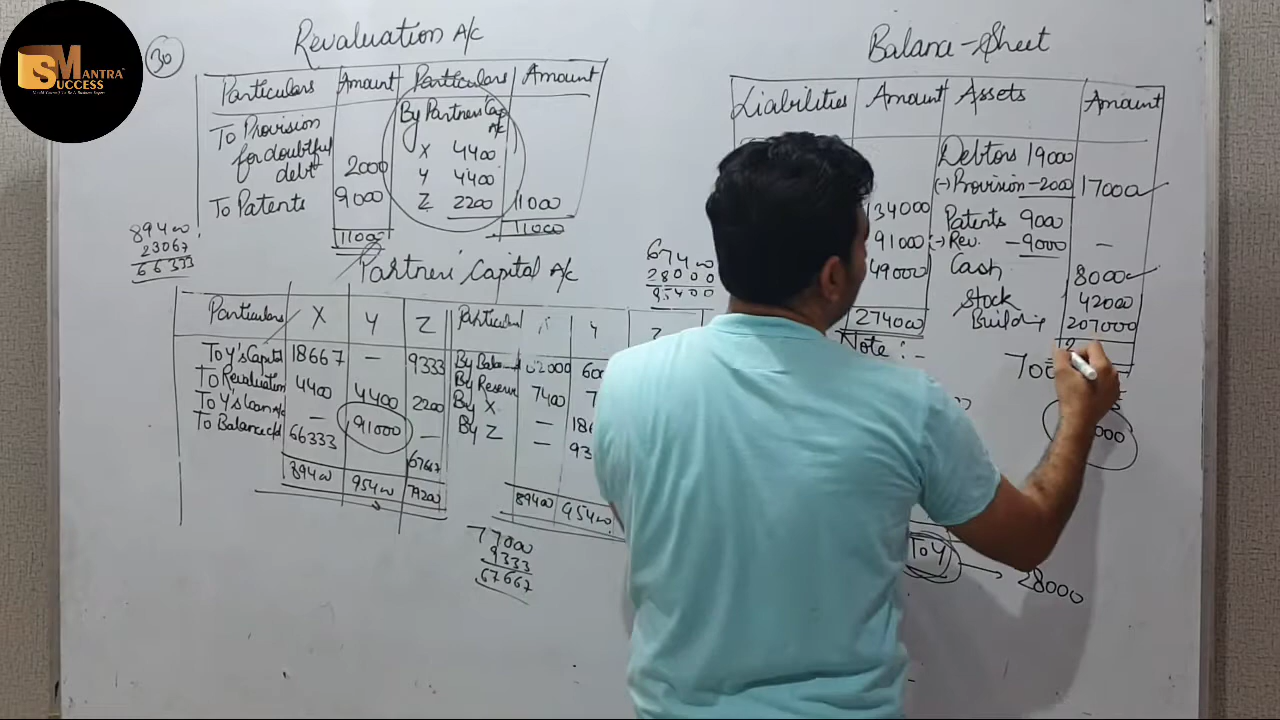 MANTRA
SUCCESS
30
Revaluation A/c
Particulars Amount Particulars Amount
To Provision for doubtful debt 2000 By Partners Cap A/c
X 4400
Y 4400
To Patents 9000 Z 2200 11000
11000 11000
89400
23067
66333
Partners' Capital A/c
Particulars X Y Z Particulars Y
To Y's Capital 18667 — 9333 By Balan
To Revaluation 4400 4400 2200 By Reserve 7400
To Y's Loan A/c — 91000 — By X —
To Balance c/d 66333 67667 By Z —
89400 95400 79200 89400 95400
77000
9333
67667
67400
28000
95400
Balance-Sheet
Liabilities Amount Assets Amount
Debtors 19000
(-) Provision -2000 17000
134000 Patents 9000
91000 (-) Rev. -9000 —
49000 Cash 8000
Stock 42000
Building 207000
274000
Note :-
To Y 28000